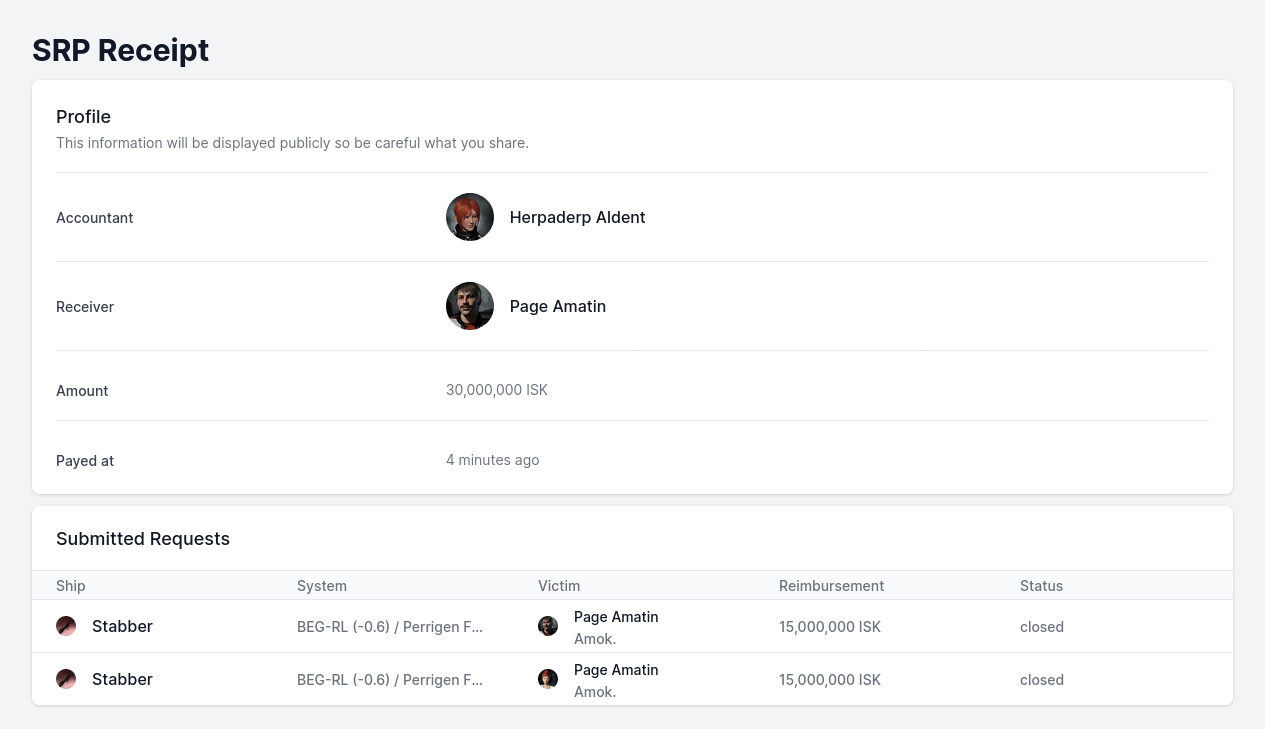 SRP Receipt
Profile
This information will be displayed publicly so be careful what you share.
Accountant Herpaderp Aldent
Receiver Page Amatin
Amount 30,000,000 ISK
Payed at 4 minutes ago
Submitted Requests
Ship System Victim Reimbursement Status
Stabber BEG-RL (-0.6) / Perrigen F... Page Amatin 15,000,000 ISK closed
Amok.
Stabber BEG-RL (-0.6) / Perrigen F... Page Amatin 15,000,000 ISK closed
Amok.